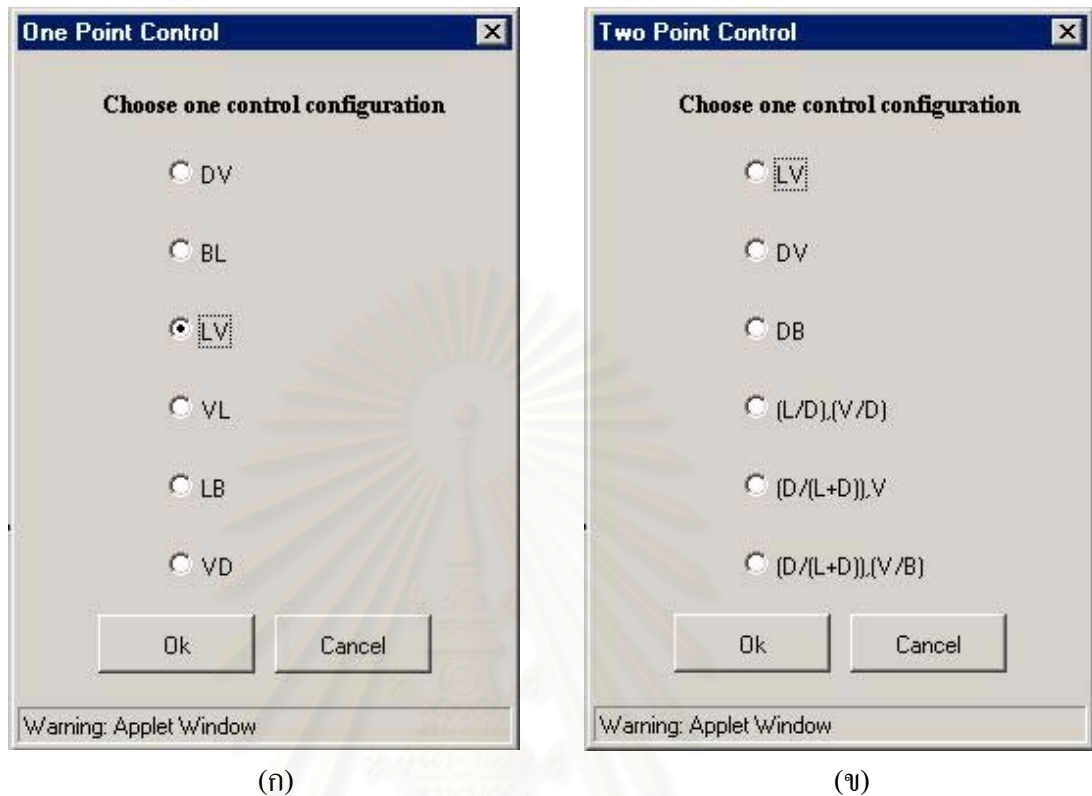 One Point Control
Choose one control configuration
DV
BL
LV
VL
LB
VD
Ok Cancel
Warning: Applet Window
(ก)
Two Point Control
Choose one control configuration
LV
DV
DB
(L/D),(V/D)
(D/(L+D)),V
(D/(L+D)),(V/B)
Ok Cancel
Warning: Applet Window
(ข)